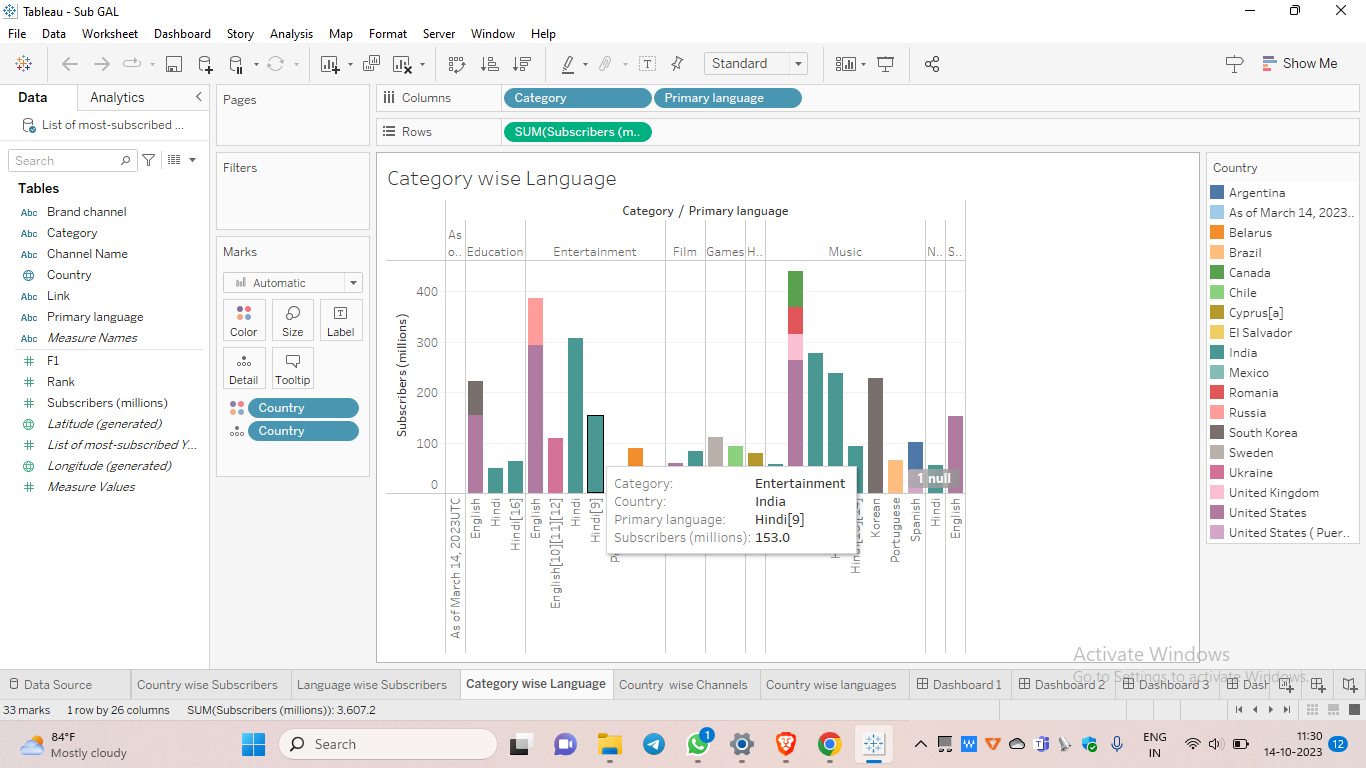 Tableau - Sub GAL
File Data Worksheet Dashboard Story Analysis Map Format Server Window Help
Standard
Show Me
Data Analytics
List of most-subscribed ...
Search
Tables
Abc Brand channel
Abc Category
Abc Channel Name
Country
Abc Link
Abc Primary language
Abc Measure Names
# F1
# Rank
# Subscribers (millions)
Latitude (generated)
# List of most-subscribed Y...
Longitude (generated)
# Measure Values
Pages
Filters
Marks
Automatic
Color Size Label
Detail Tooltip
Country
Country
Columns Category Primary language
Rows SUM(Subscribers (m..
Category wise Language
Category / Primary language
As
o.. Education Entertainment Film Games H.. Music N.. S..
Subscribers (millions)
400
300
200
100
0
As of March 14, 2023UTC
English
Hindi
Hindi[16]
English
English[10][11][12]
Hindi
Hindi[9]
Korean
Portuguese
Spanish
Hindi
English
1 null
Category: Entertainment
Country: India
Primary language: Hindi[9]
Subscribers (millions): 153.0
Country
Argentina
As of March 14, 2023..
Belarus
Brazil
Canada
Chile
Cyprus[a]
El Salvador
India
Mexico
Romania
Russia
South Korea
Sweden
Ukraine
United Kingdom
United States
United States ( Puer..
Activate Windows
Go to Settings to activate Windows.
Data Source Country wise Subscribers Language wise Subscribers Category wise Language Country wise Channels Country wise languages Dashboard 1 Dashboard 2 Dashboard 3 Dash
33 marks 1 row by 26 columns SUM(Subscribers (millions)): 3,607.2
84°F
Mostly cloudy
Search
1
ENG
IN
11:30
14-10-2023
12